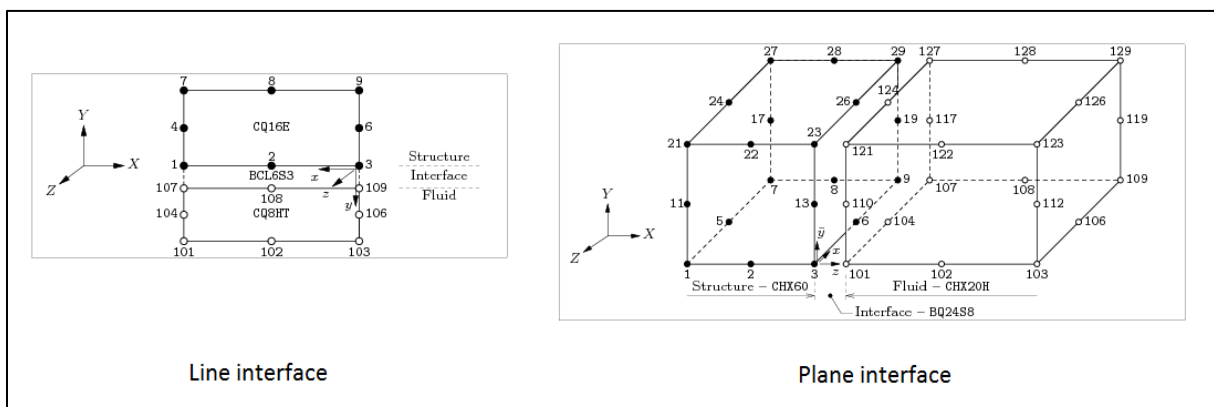 7 8 9
4 CQ16E 6
Y
X
Z
1 2 3
BCL6S3
x
z
y
Structure
Interface
Fluid
107 108 109
104 CQ8HT 106
101 102 103
Line interface
27 28 29 127 128 129
24 26 124 126
17 19 117 119
21 22 23 121 122 123
7 8 9 107 108 109
11 13 110 112
5 6 104 106
Y
X
Z
ȳ
x
z
1 2 3 101 102 103
Structure – CHX60
Fluid – CHX20H
Interface – BQ24S8
Plane interface